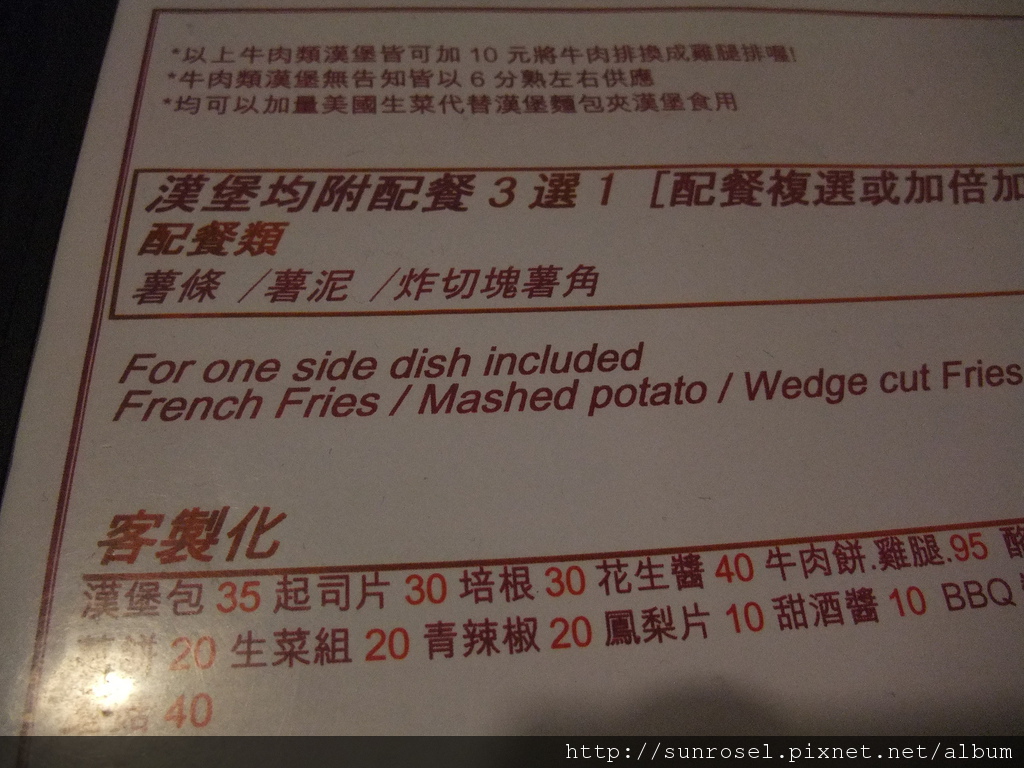 *以上牛肉類漢堡皆可加 10 元將牛肉排換成雞腿排喔!
*牛肉類漢堡無告知皆以 6 分熟左右供應
*均可以加量美國生菜代替漢堡麵包夾漢堡食用
漢堡均附配餐 3 選 1 [配餐複選或加倍加
配餐類
薯條 /薯泥 /炸切塊薯角
For one side dish included
French Fries / Mashed potato / Wedge cut Fries
客製化
漢堡包 35 起司片 30 培根 30 花生醬 40 牛肉餅.雞腿.95
餅 20 生菜組 20 青辣椒 20 鳳梨片 10 甜酒醬 10 BBQ
40
http://sunrosel.pixnet.net/album